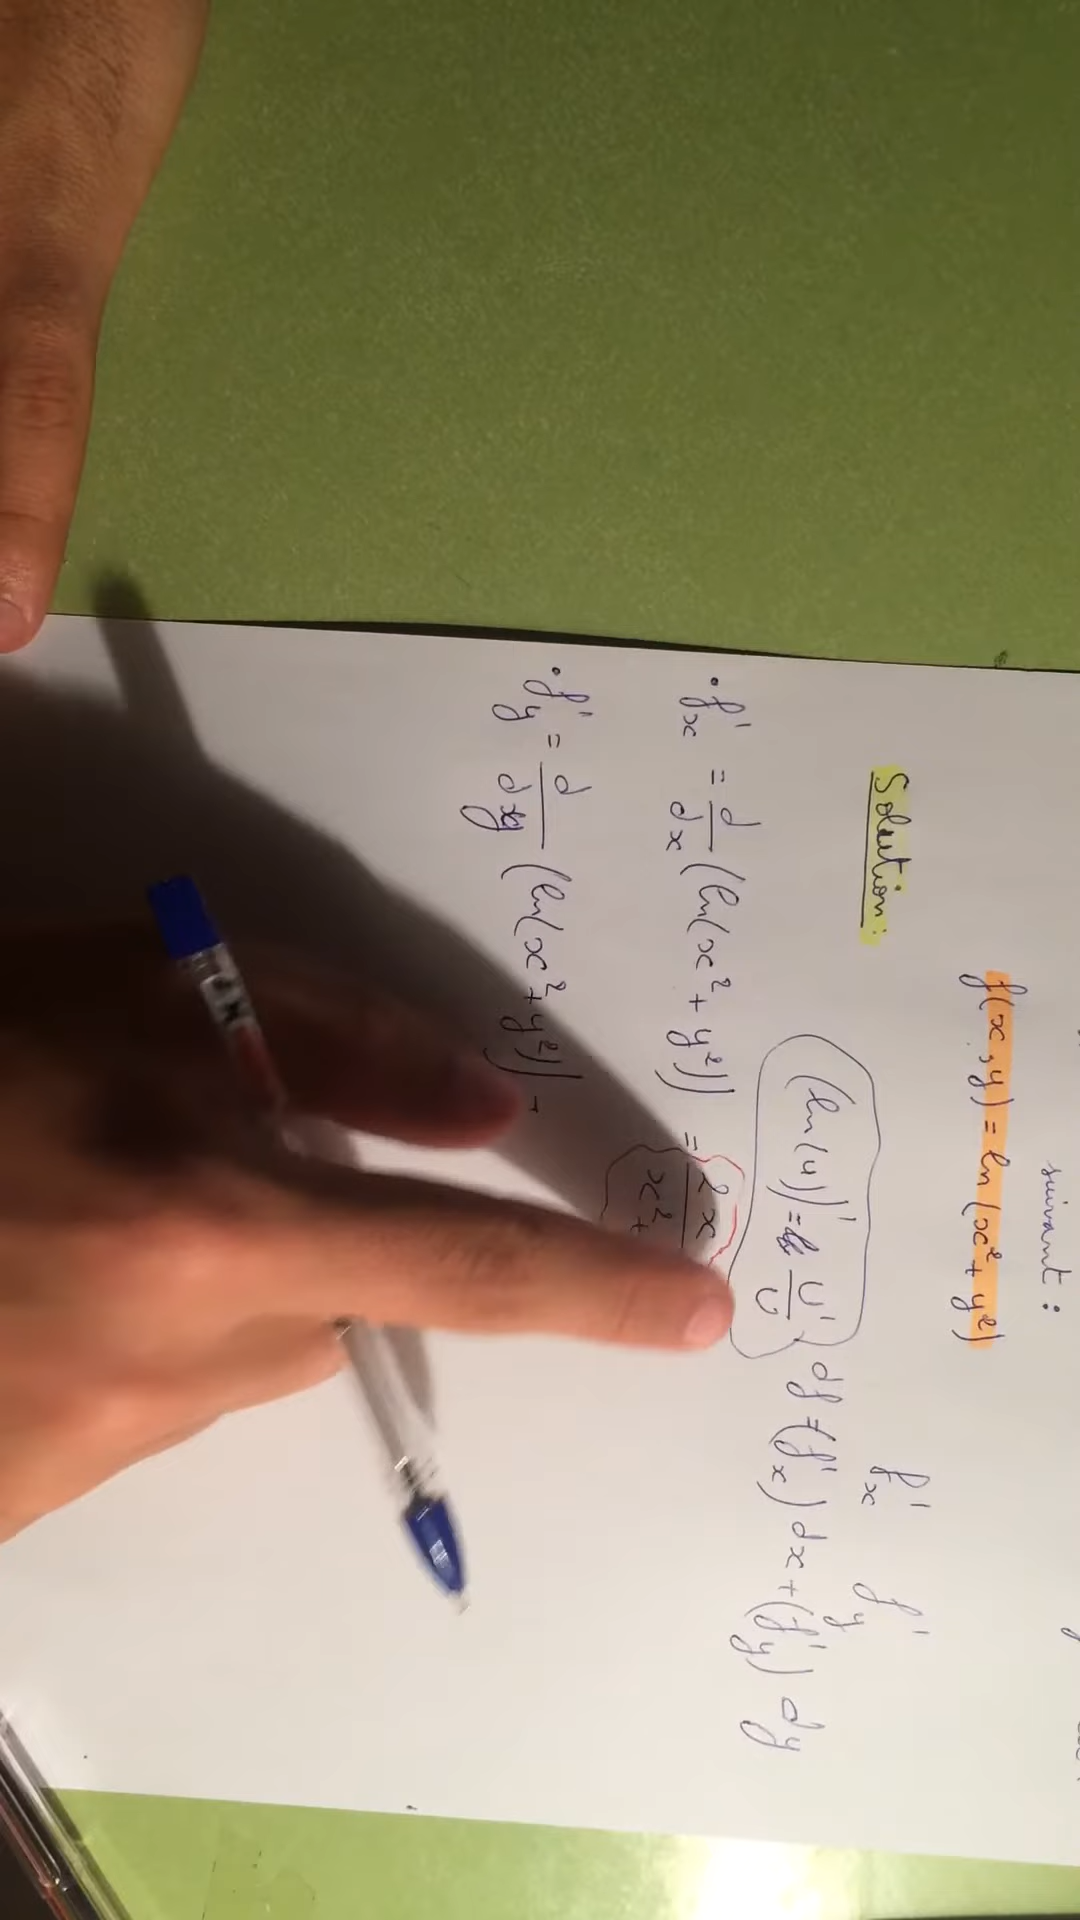 suivant :
f(x,y) = ln(x²+y²)
f'x f'y
Solution:
(ln(u))' = U'/U df = (f'x) dx + (f'y) dy
• f'x = d/dx (ln(x²+y²)) = 2x/x²+
• f'y = d/dy (ln(x²+y²)) =